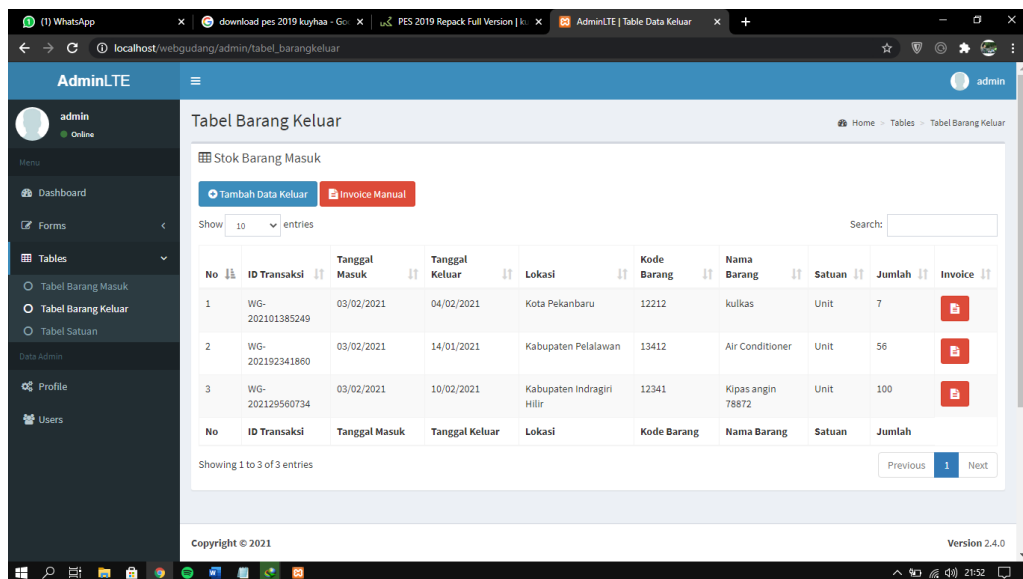 (1) WhatsApp
download pes 2019 kuyhaa - Go
PES 2019 Repack Full Version | k
AdminLTE | Table Data Keluar
localhost/webgudang/admin/tabel_barangkeluar
AdminLTE
admin
admin
Online
Menu
Dashboard
Forms
Tables
Tabel Barang Masuk
Tabel Barang Keluar
Tabel Satuan
Data Admin
Profile
Users
Tabel Barang Keluar
Home > Tables > Tabel Barang Keluar
Stok Barang Masuk
Tambah Data Keluar Invoice Manual
Show 10 entries Search:
No ID Transaksi Tanggal Masuk Tanggal Keluar Lokasi Kode Barang Nama Barang Satuan Jumlah Invoice
1 WG-202101385249 03/02/2021 04/02/2021 Kota Pekanbaru 12212 kulkas Unit 7
2 WG-202192341860 03/02/2021 14/01/2021 Kabupaten Pelalawan 13412 Air Conditioner Unit 56
3 WG-202129560734 03/02/2021 10/02/2021 Kabupaten Indragiri Hilir 12341 Kipas angin 78872 Unit 100
No ID Transaksi Tanggal Masuk Tanggal Keluar Lokasi Kode Barang Nama Barang Satuan Jumlah
Showing 1 to 3 of 3 entries
Previous 1 Next
Copyright © 2021
Version 2.4.0
21:52